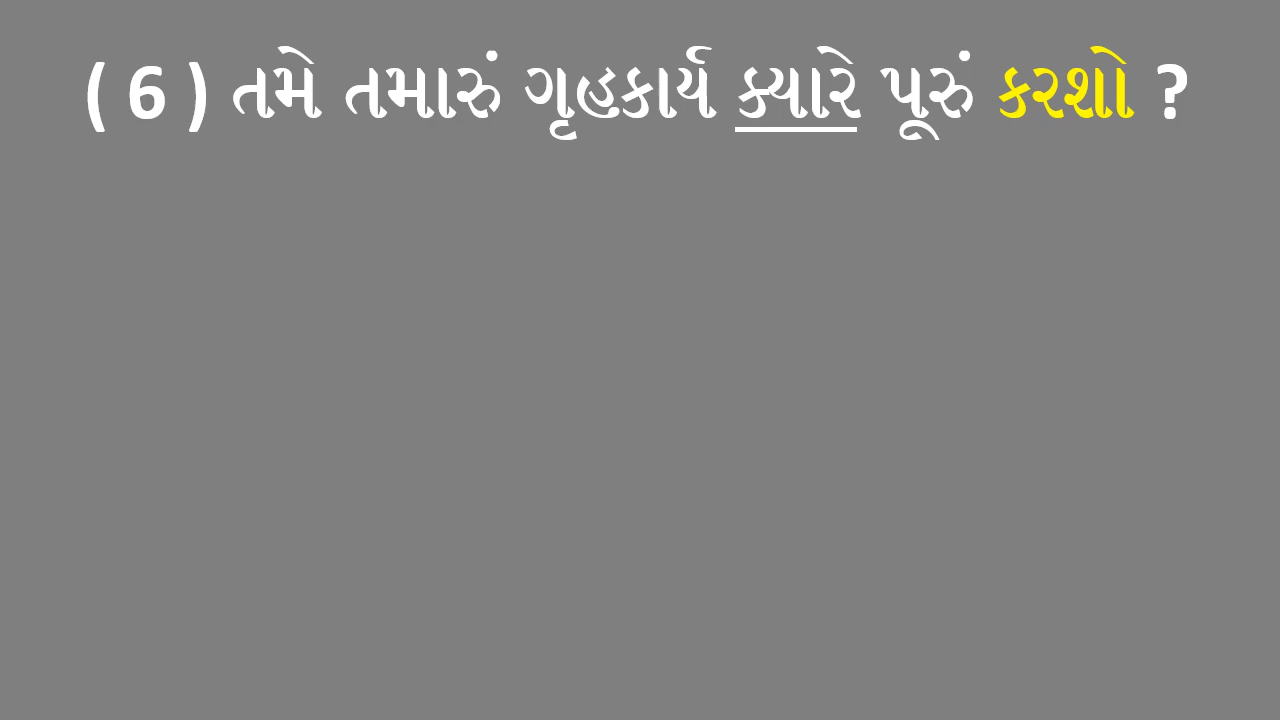 ( 6 ) તમે તમારું ગૃહકાર્ય ક્યારે પૂરું કરશો ?